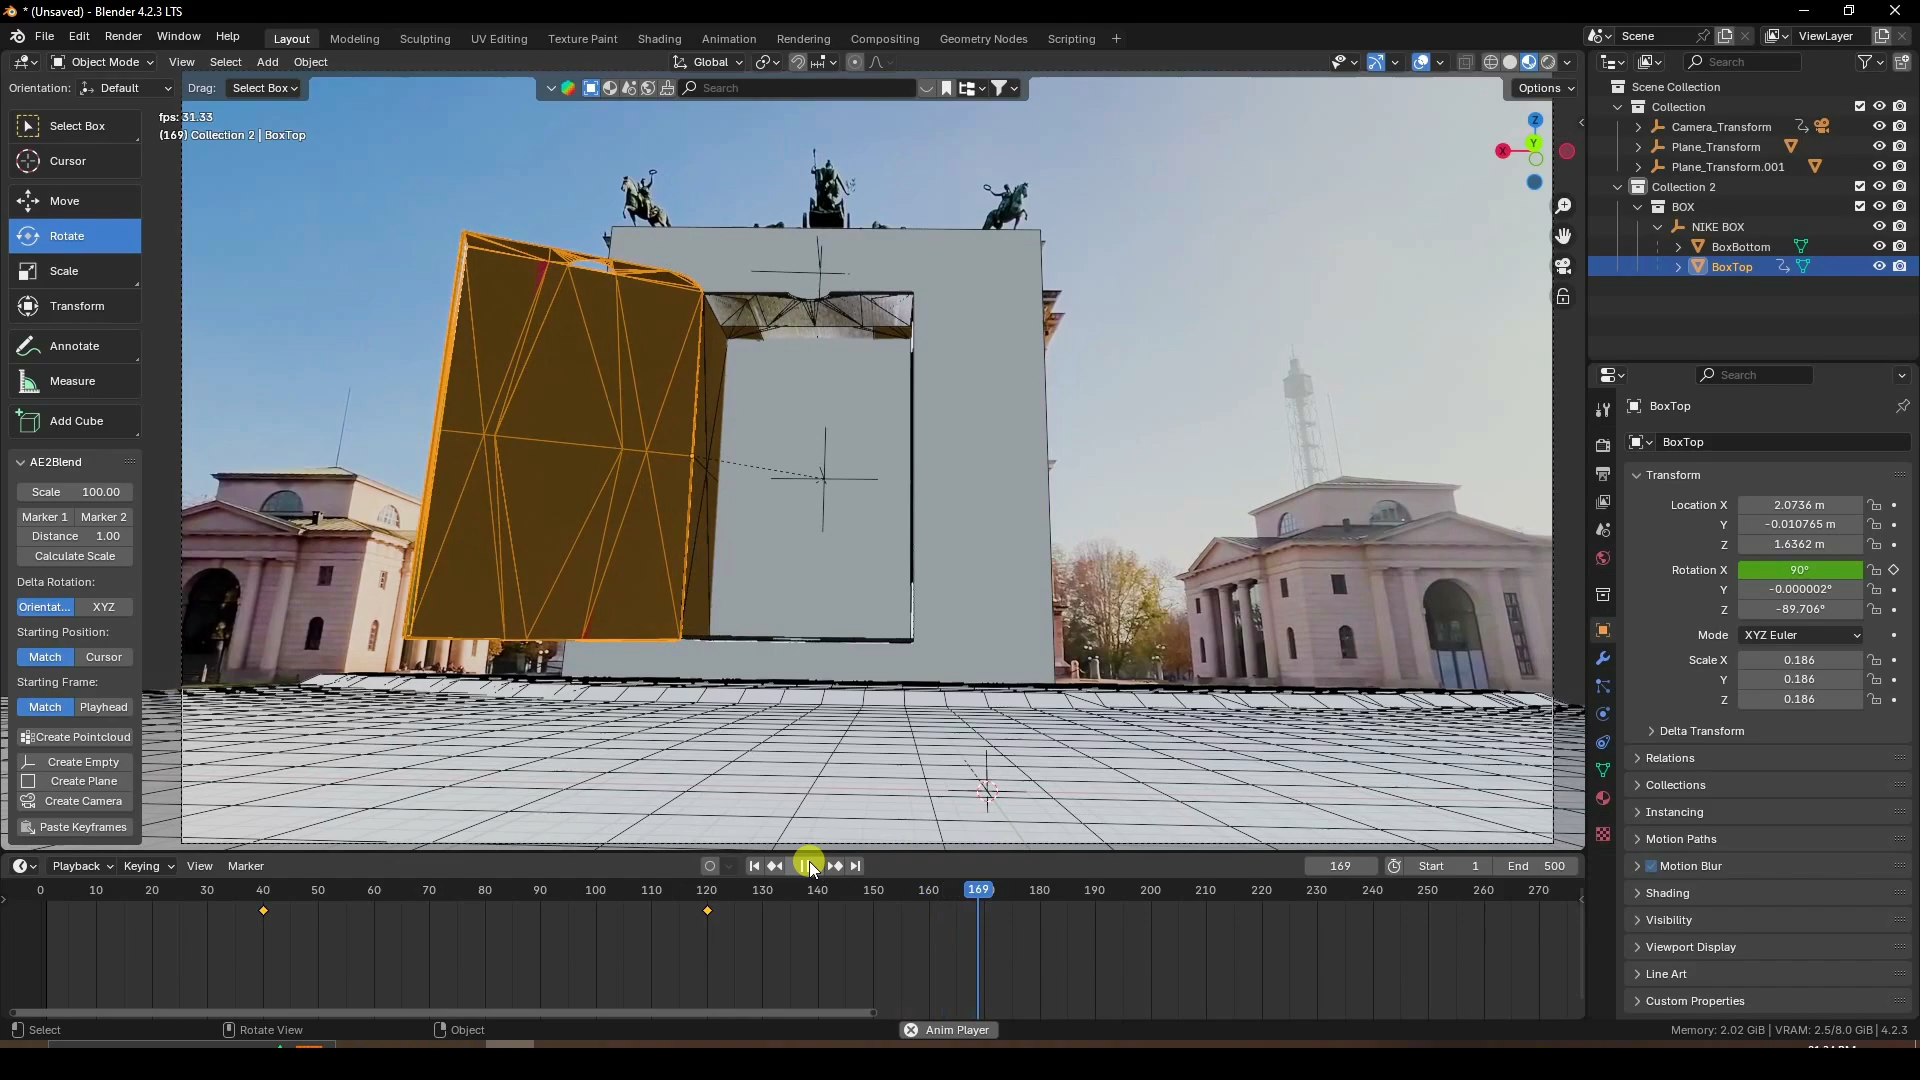 * (Unsaved) - Blender 4.2.3 LTS
File Edit Render Window Help Layout Modeling Sculpting UV Editing Texture Paint Shading Animation Rendering Compositing Geometry Nodes Scripting + Scene ViewLayer
Object Mode View Select Add Object Global Search
Orientation: Default Drag: Select Box Search Options
Scene Collection
Collection
Camera_Transform
Plane_Transform
Plane_Transform.001
Collection 2
BOX
NIKE BOX
BoxBottom
BoxTop
fps: 31.33
(169) Collection 2 | BoxTop
Z
Y
X
Select Box
Cursor
Move
Rotate
Scale
Transform
Annotate
Measure
Add Cube
AE2Blend
Scale 100.00
Marker 1 Marker 2
Distance 1.00
Calculate Scale
Delta Rotation:
Orientat... XYZ
Starting Position:
Match Cursor
Starting Frame:
Match Playhead
Create Pointcloud
Create Empty
Create Plane
Create Camera
Paste Keyframes
Search
BoxTop
BoxTop
Transform
Location X 2.0736 m
Y -0.010765 m
Z 1.6362 m
Rotation X 90°
Y -0.000002°
Z -89.706°
Mode XYZ Euler
Scale X 0.186
Y 0.186
Z 0.186
Delta Transform
Relations
Collections
Instancing
Motion Paths
Motion Blur
Shading
Visibility
Viewport Display
Line Art
Custom Properties
Playback Keying View Marker 169 Start 1 End 500
0 10 20 30 40 50 60 70 80 90 100 110 120 130 140 150 160 169 180 190 200 210 220 230 240 250 260 270
Select Rotate View Object Anim Player Memory: 2.02 GiB | VRAM: 2.5/8.0 GiB | 4.2.3